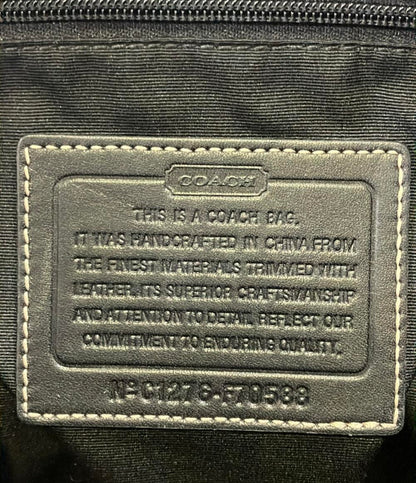 COACH
THIS IS A COACH BAG.
IT WAS HANDCRAFTED IN CHINA FROM
THE FINEST MATERIALS TRIMMED WITH
LEATHER. ITS SUPERIOR CRAFTSMANSHIP
AND ATTENTION TO DETAIL REFLECT OUR
COMMITMENT TO ENDURING QUALITY.
Nº C1276-F70588